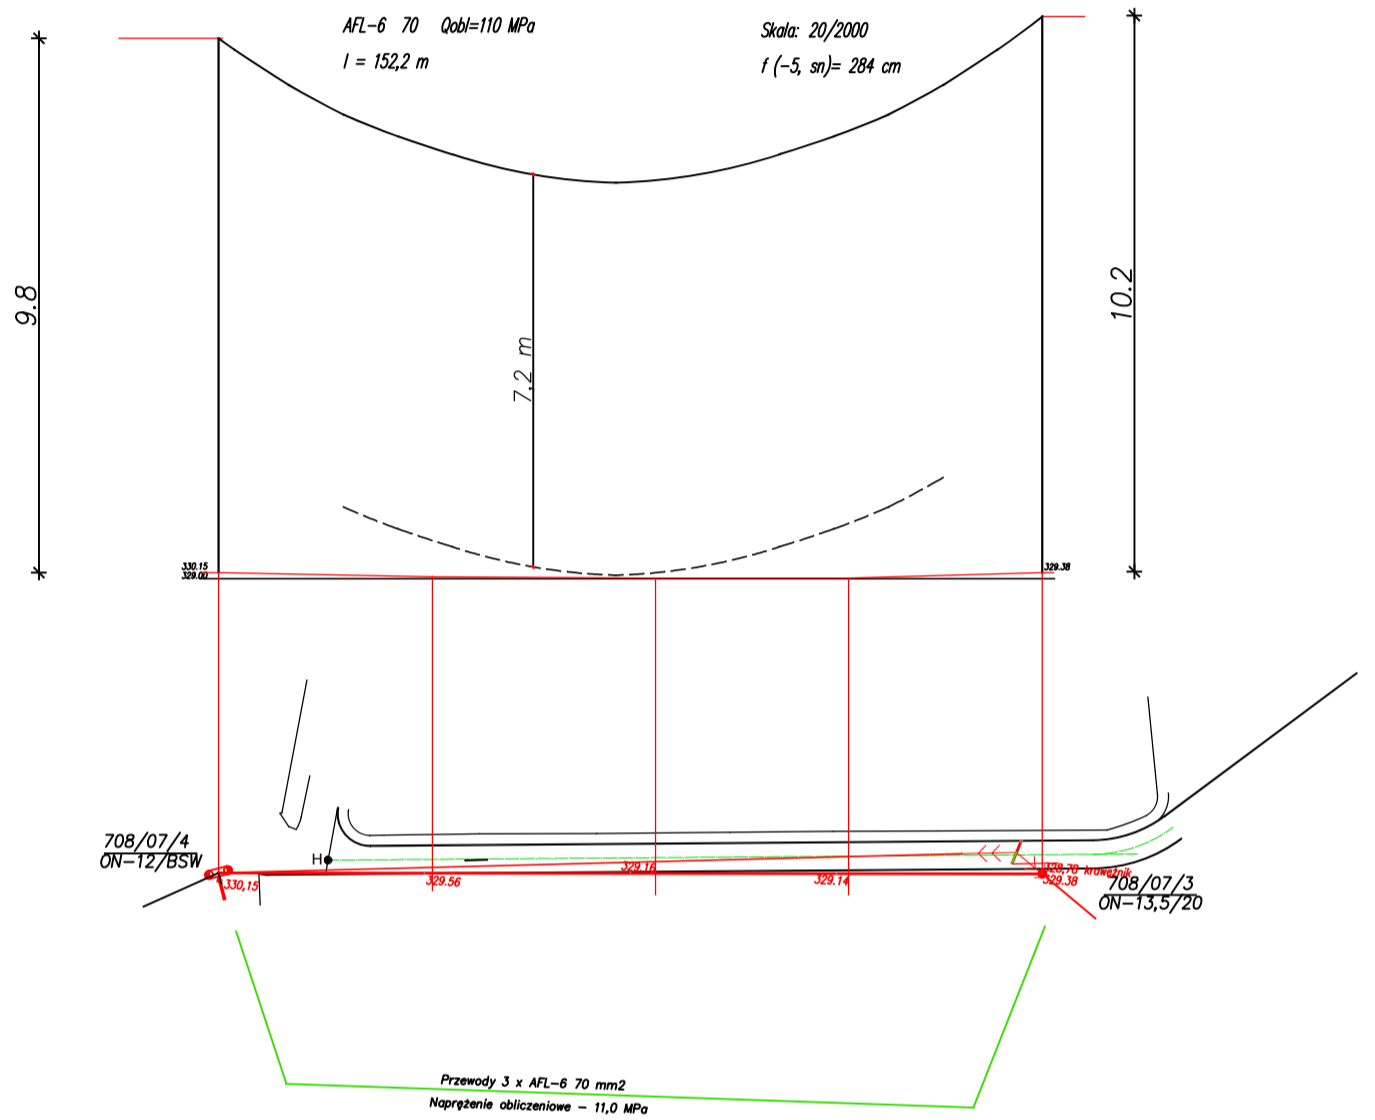 AFL-6 70 Qobl=110 MPa
l = 152,2 m
Skala: 20/2000
f (-5, sn)= 284 cm
9.8
10.2
7,2 m
330.15
329.00
329.38
708/07/4
ON-12/BSW
H
330,15
329.56
329.16
329.14
328,70 krawężnik
329.38
708/07/3
ON-13,5/20
Przewody 3 x AFL-6 70 mm2
Naprężenie obliczeniowe - 11,0 MPa